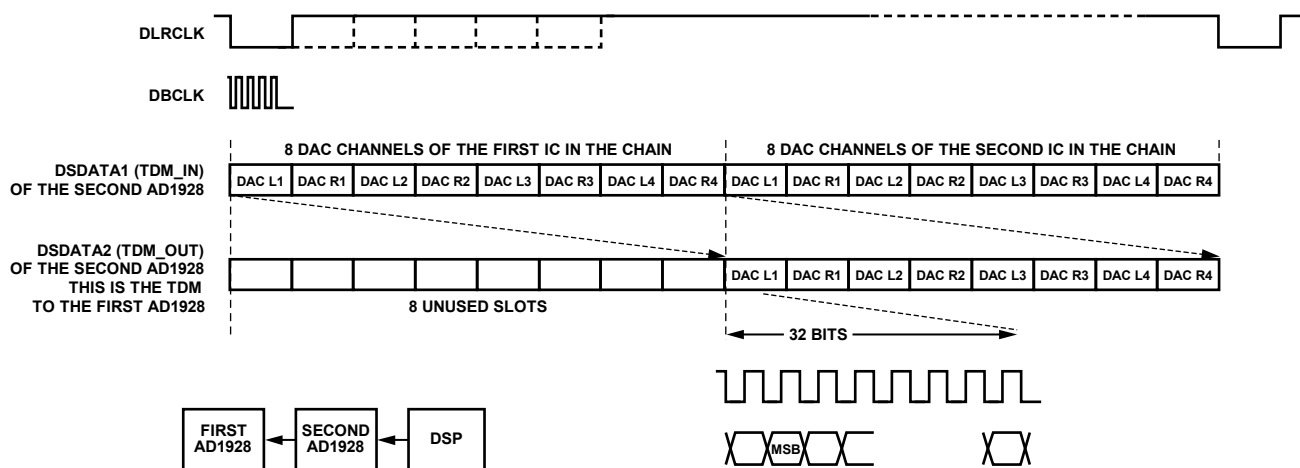 DLRCLK
DBCLK
8 DAC CHANNELS OF THE FIRST IC IN THE CHAIN
8 DAC CHANNELS OF THE SECOND IC IN THE CHAIN
DSDATA1 (TDM_IN)
OF THE SECOND AD1928
DAC L1 DAC R1 DAC L2 DAC R2 DAC L3 DAC R3 DAC L4 DAC R4 DAC L1 DAC R1 DAC L2 DAC R2 DAC L3 DAC R3 DAC L4 DAC R4
DSDATA2 (TDM_OUT)
OF THE SECOND AD1928
THIS IS THE TDM
TO THE FIRST AD1928
DAC L1 DAC R1 DAC L2 DAC R2 DAC L3 DAC R3 DAC L4 DAC R4
8 UNUSED SLOTS
32 BITS
FIRST
AD1928
SECOND
AD1928
DSP
MSB